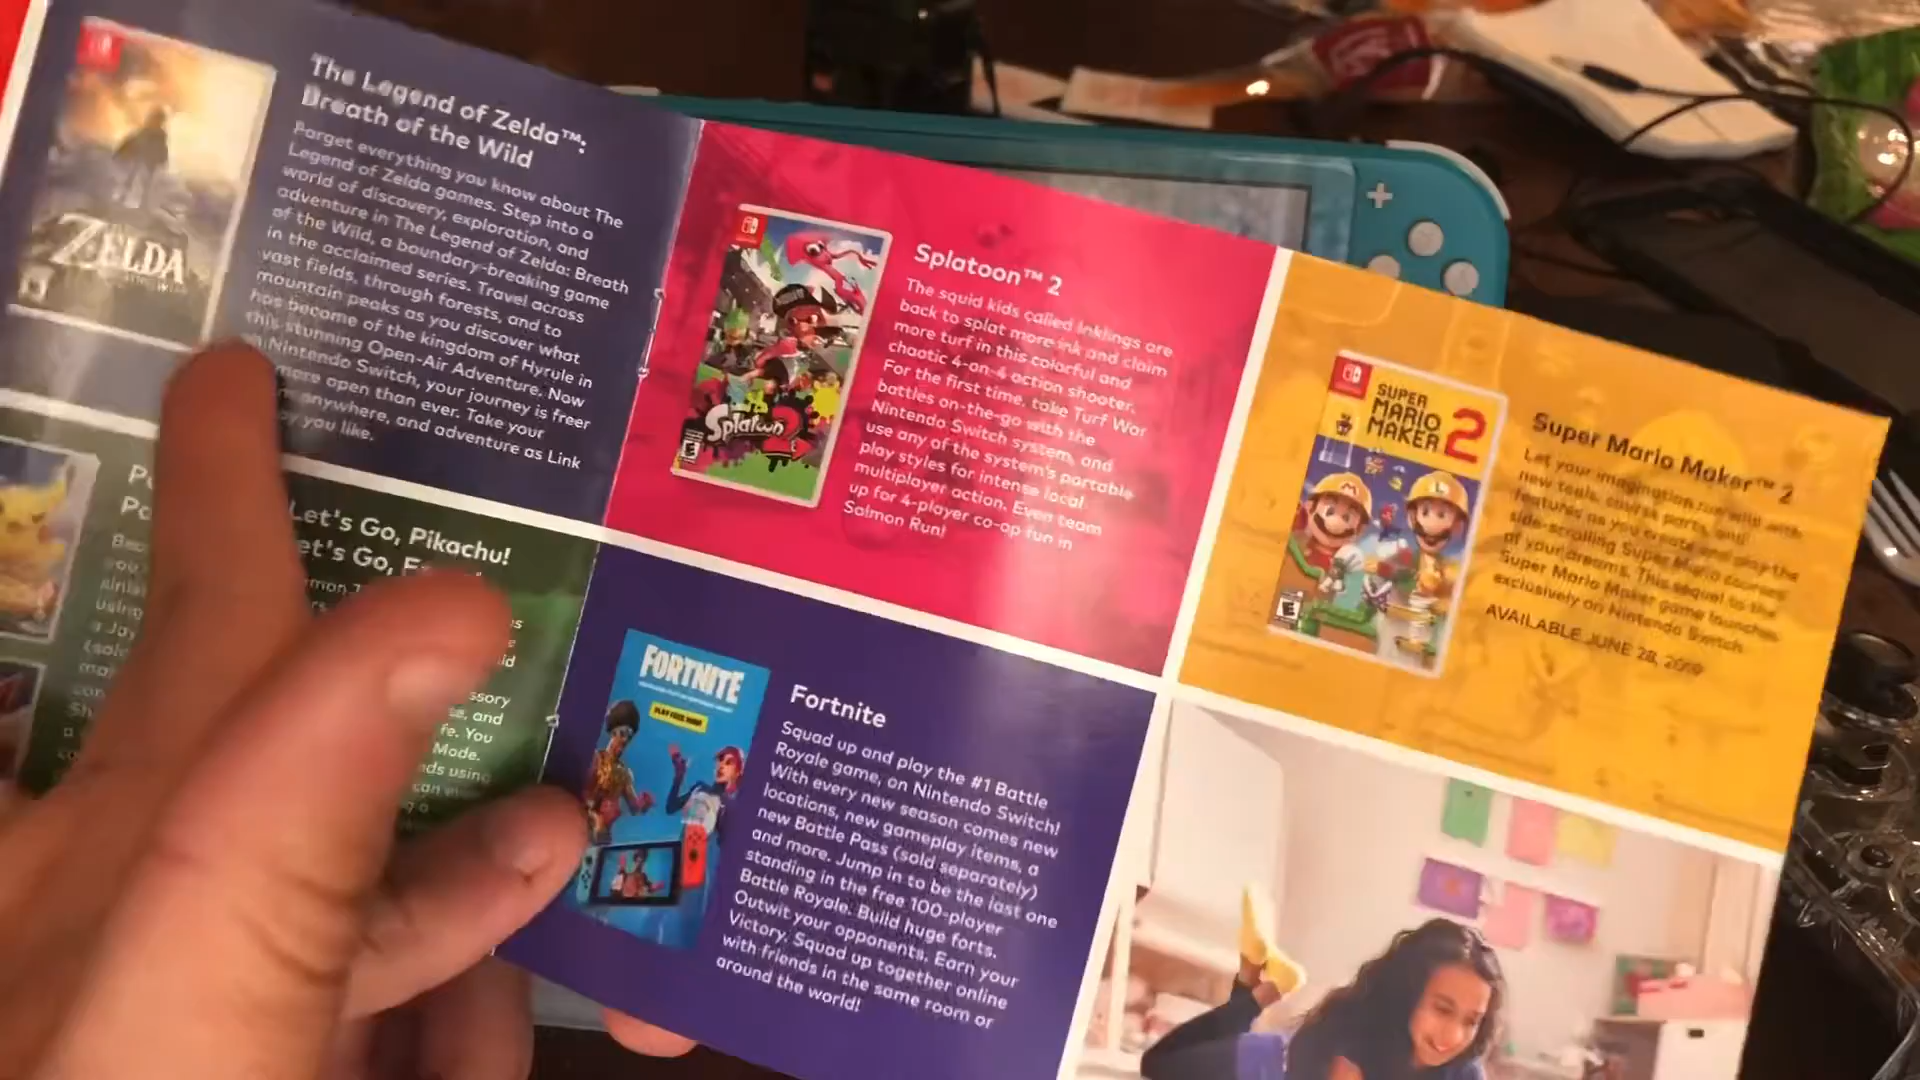 ZELDA
The Legend of Zelda™:
Breath of the Wild
Forget everything you know about The
Legend of Zelda games. Step into a
world of discovery, exploration, and
adventure in The Legend of Zelda: Breath
of the Wild, a boundary-breaking game
in the acclaimed series. Travel across
vast fields, through forests, and to
mountain peaks as you discover what
has become of the kingdom of Hyrule in
this stunning Open-Air Adventure. Now
Nintendo Switch, your journey is freer
more open than ever. Take your
anywhere, and adventure as Link
you like.
Let's Go, Pikachu!
Let's Go,
using
ssory
and
fe. You
Mode.
using
can
Splatoon 2
Splatoon™ 2
The squid kids called Inklings are
back to splat more ink and claim
more turf in this colorful and
chaotic 4-on-4 action shooter.
For the first time, take Turf War
battles on-the-go with the
Nintendo Switch system, and
use any of the system's portable
play styles for intense local
multiplayer action. Even team
up for 4-player co-op fun in
Salmon Run!
SUPER
MARIO
MAKER 2
Super Mario Maker™ 2
Let your imagination run wild with
new tools, course parts, and
features as you create and play the
side-scrolling Super Mario courses
of your dreams. This sequel to the
Super Mario Maker game launches
exclusively on Nintendo Switch.
AVAILABLE JUNE 28, 2019
FORTNITE
PLAY FREE NOW!
Fortnite
Squad up and play the #1 Battle
Royale game, on Nintendo Switch!
With every new season comes new
locations, new gameplay items, a
new Battle Pass (sold separately)
and more. Jump in to be the last one
standing in the free 100-player
Battle Royale. Build huge forts.
Outwit your opponents. Earn your
Victory. Squad up together online
with friends in the same room or
around the world!